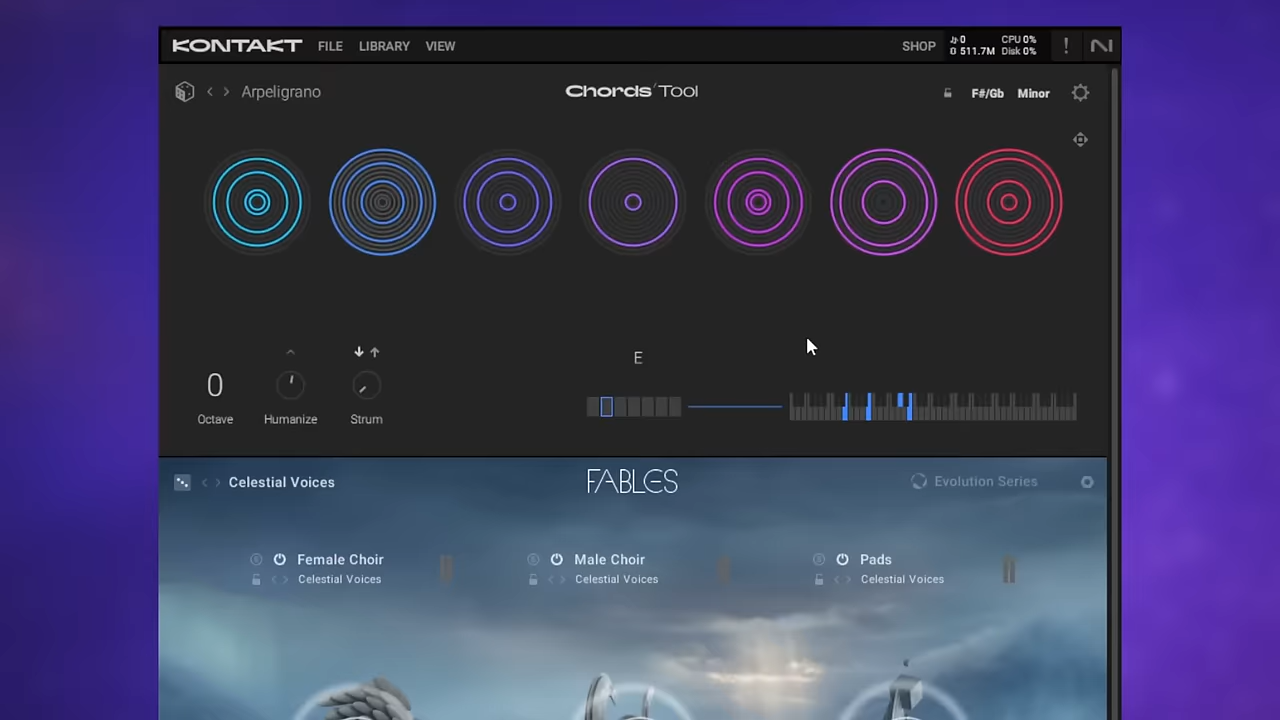 KONTAKT FILE LIBRARY VIEW SHOP 0 CPU 0% ! 
511.7M Disk 0%
Arpeligrano Chords' Tool F#/Gb Minor
E
0
Octave Humanize Strum
Celestial Voices FABLES Evolution Series
S Female Choir S Male Choir S Pads
Celestial Voices Celestial Voices Celestial Voices